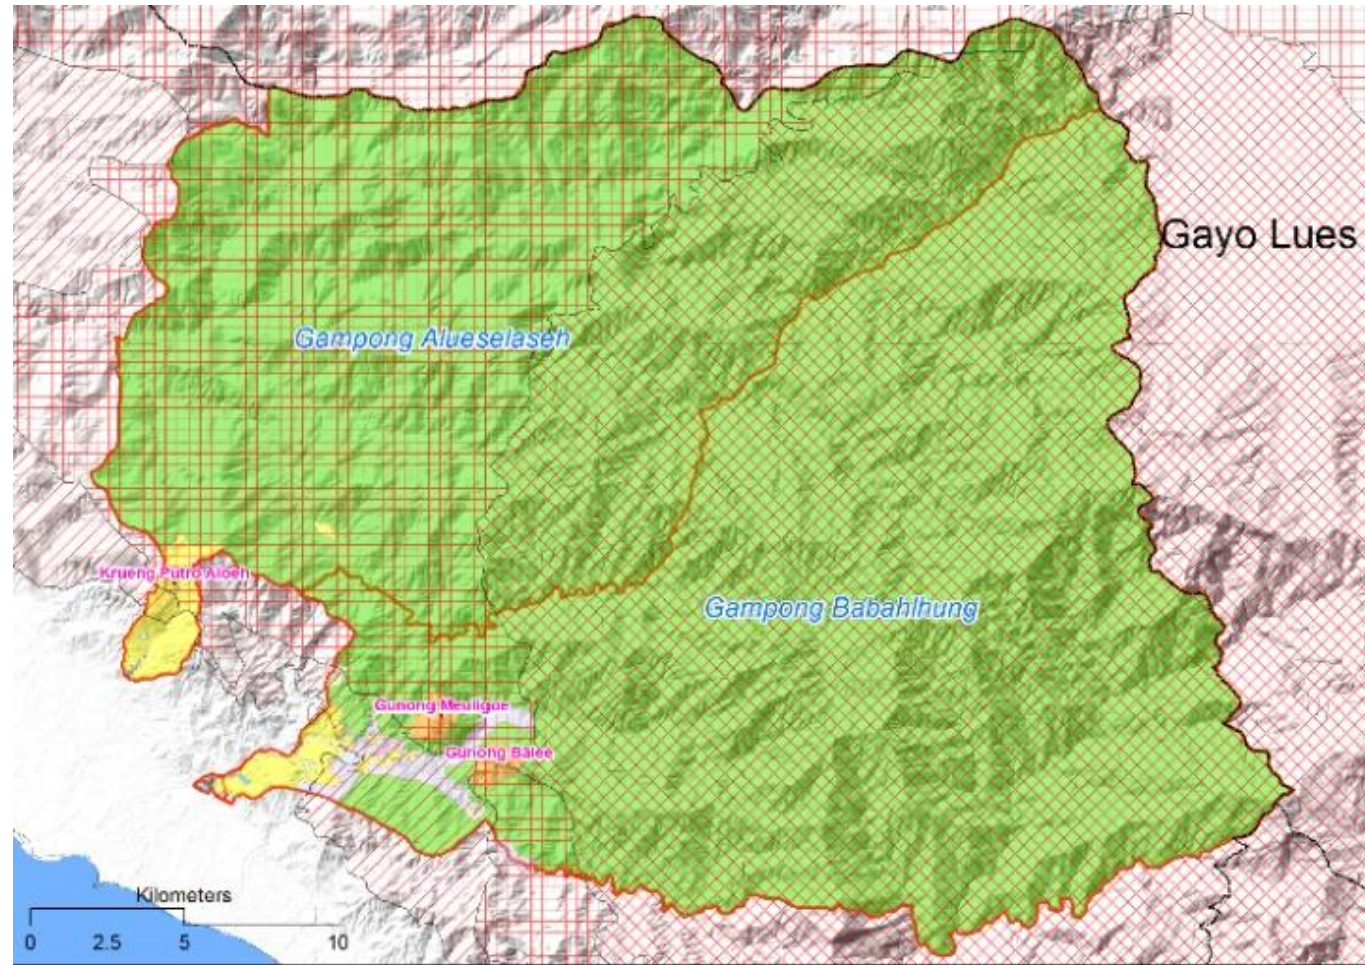 Gayo Lues
Gampong Alueselaseh
Krueng Putro Aloeh
Gampong Babahlhung
Gunong Meuligoe
Gunong Balee
Kilometers
0 2.5 5 10